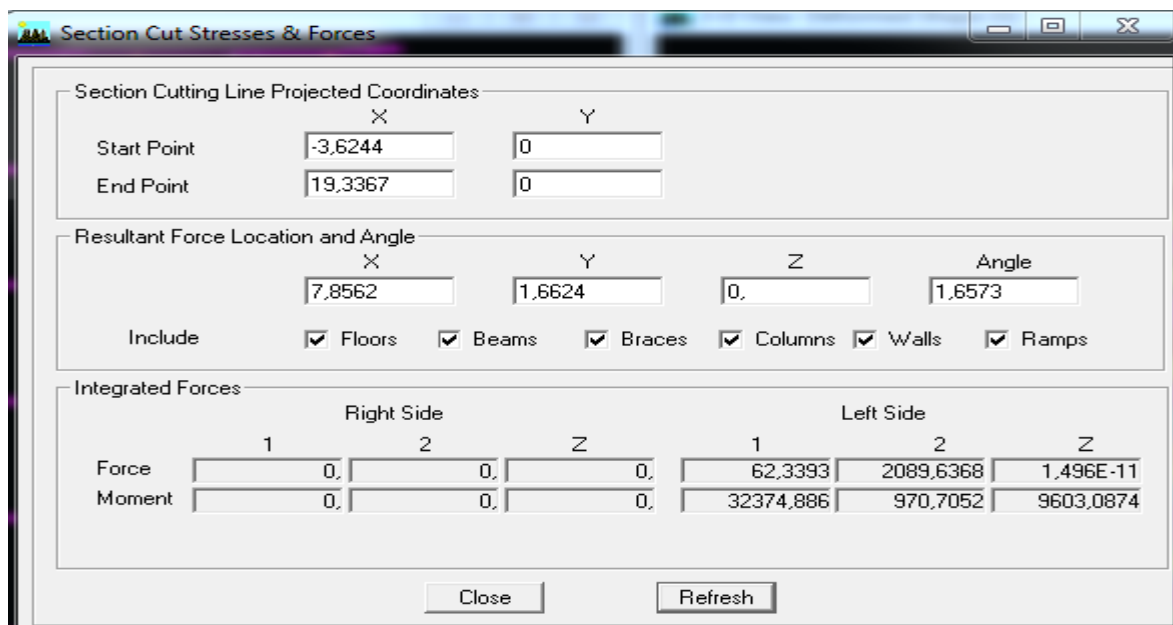 Section Cut Stresses & Forces
Section Cutting Line Projected Coordinates
X Y
Start Point -3,6244 0
End Point 19,3367 0
Resultant Force Location and Angle
X Y Z Angle
7,8562 1,6624 0, 1,6573
Include Floors Beams Braces Columns Walls Ramps
Integrated Forces
Right Side Left Side
1 2 Z 1 2 Z
Force 0, 0, 0, 62,3393 2089,6368 1,496E-11
Moment 0, 0, 0, 32374,886 970,7052 9603,0874
Close Refresh